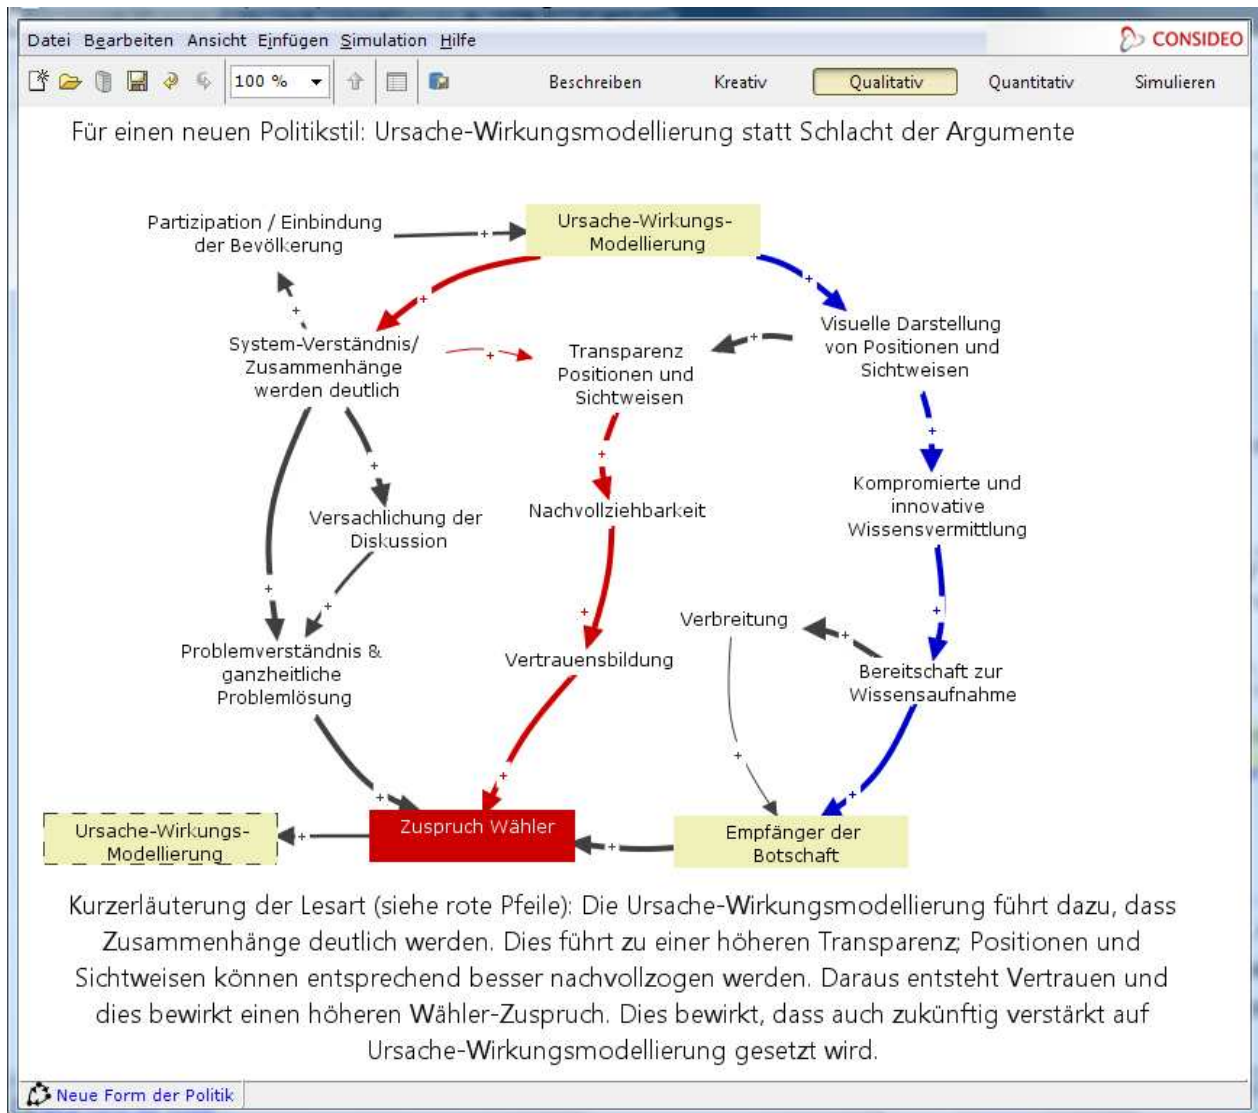 Datei Bearbeiten Ansicht Einfügen Simulation Hilfe
CONSIDEO
100 %
Beschreiben Kreativ Qualitativ Quantitativ Simulieren
Für einen neuen Politikstil: Ursache-Wirkungsmodellierung statt Schlacht der Argumente
Partizipation / Einbindung
der Bevölkerung
+
Ursache-Wirkungs-
Modellierung
+
+
+
System-Verständnis/
Zusammenhänge
werden deutlich
+
Transparenz
Positionen und
Sichtweisen
+
Visuelle Darstellung
von Positionen und
Sichtweisen
+
+
+
Versachlichung der
Diskussion
Nachvollziehbarkeit
Kompromierte und
innovative
Wissensvermittlung
+
+
+
+
Problemverständnis &
ganzheitliche
Problemlösung
Vertrauensbildung
Verbreitung
+
Bereitschaft zur
Wissensaufnahme
+
+
+
+
Ursache-Wirkungs-
Modellierung
+
Zuspruch Wähler
+
Empfänger der
Botschaft
Kurzerläuterung der Lesart (siehe rote Pfeile): Die Ursache-Wirkungsmodellierung führt dazu, dass
Zusammenhänge deutlich werden. Dies führt zu einer höheren Transparenz; Positionen und
Sichtweisen können entsprechend besser nachvollzogen werden. Daraus entsteht Vertrauen und
dies bewirkt einen höheren Wähler-Zuspruch. Dies bewirkt, dass auch zukünftig verstärkt auf
Ursache-Wirkungsmodellierung gesetzt wird.
Neue Form der Politik